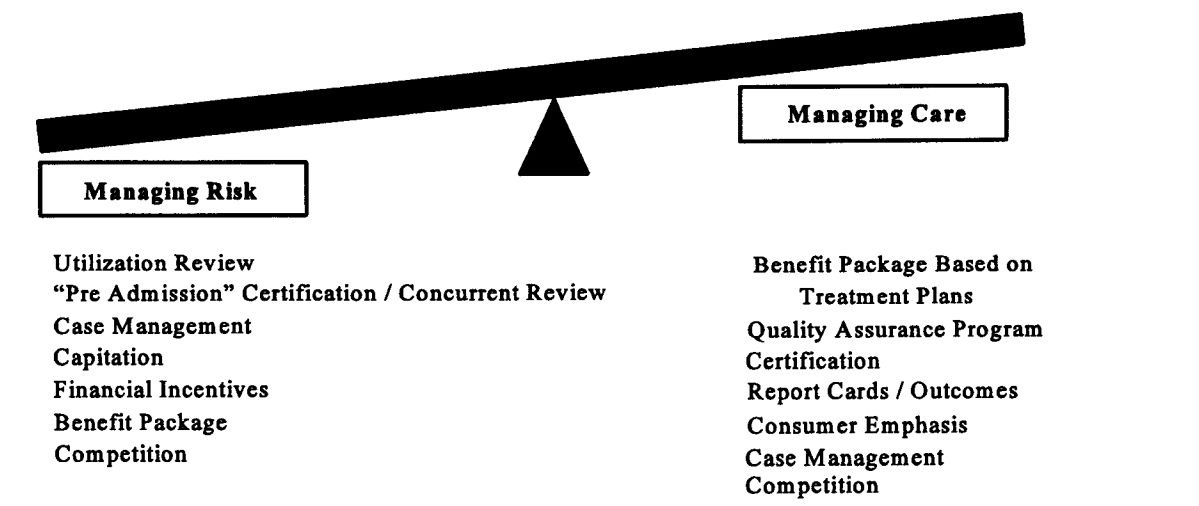 Managing Care
Managing Risk
Utilization Review
“Pre Admission” Certification / Concurrent Review
Case Management
Capitation
Financial Incentives
Benefit Package
Competition
Benefit Package Based on
Treatment Plans
Quality Assurance Program
Certification
Report Cards / Outcomes
Consumer Emphasis
Case Management
Competition